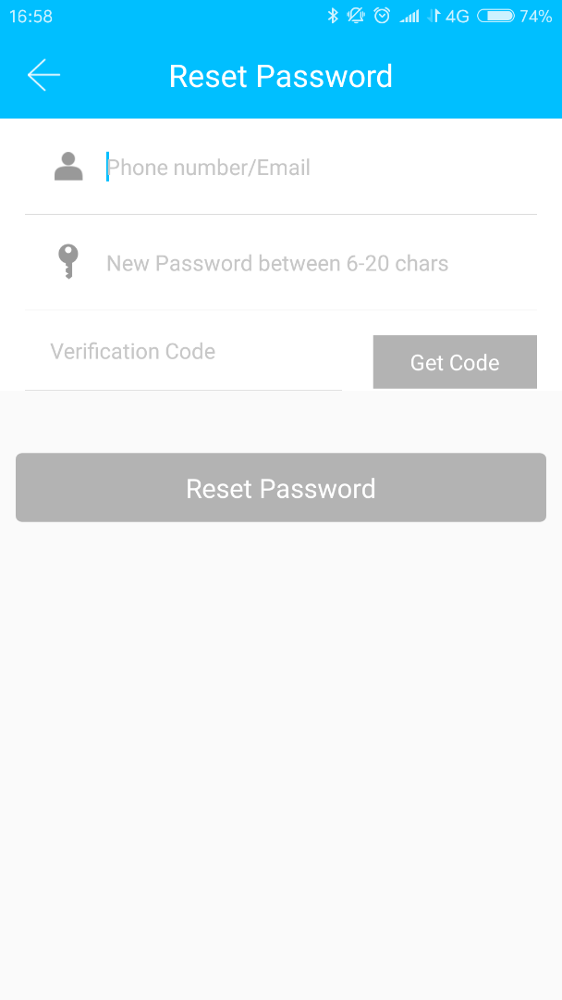 16:58 4G 74%
Reset Password
Phone number/Email
New Password between 6-20 chars
Verification Code
Get Code
Reset Password